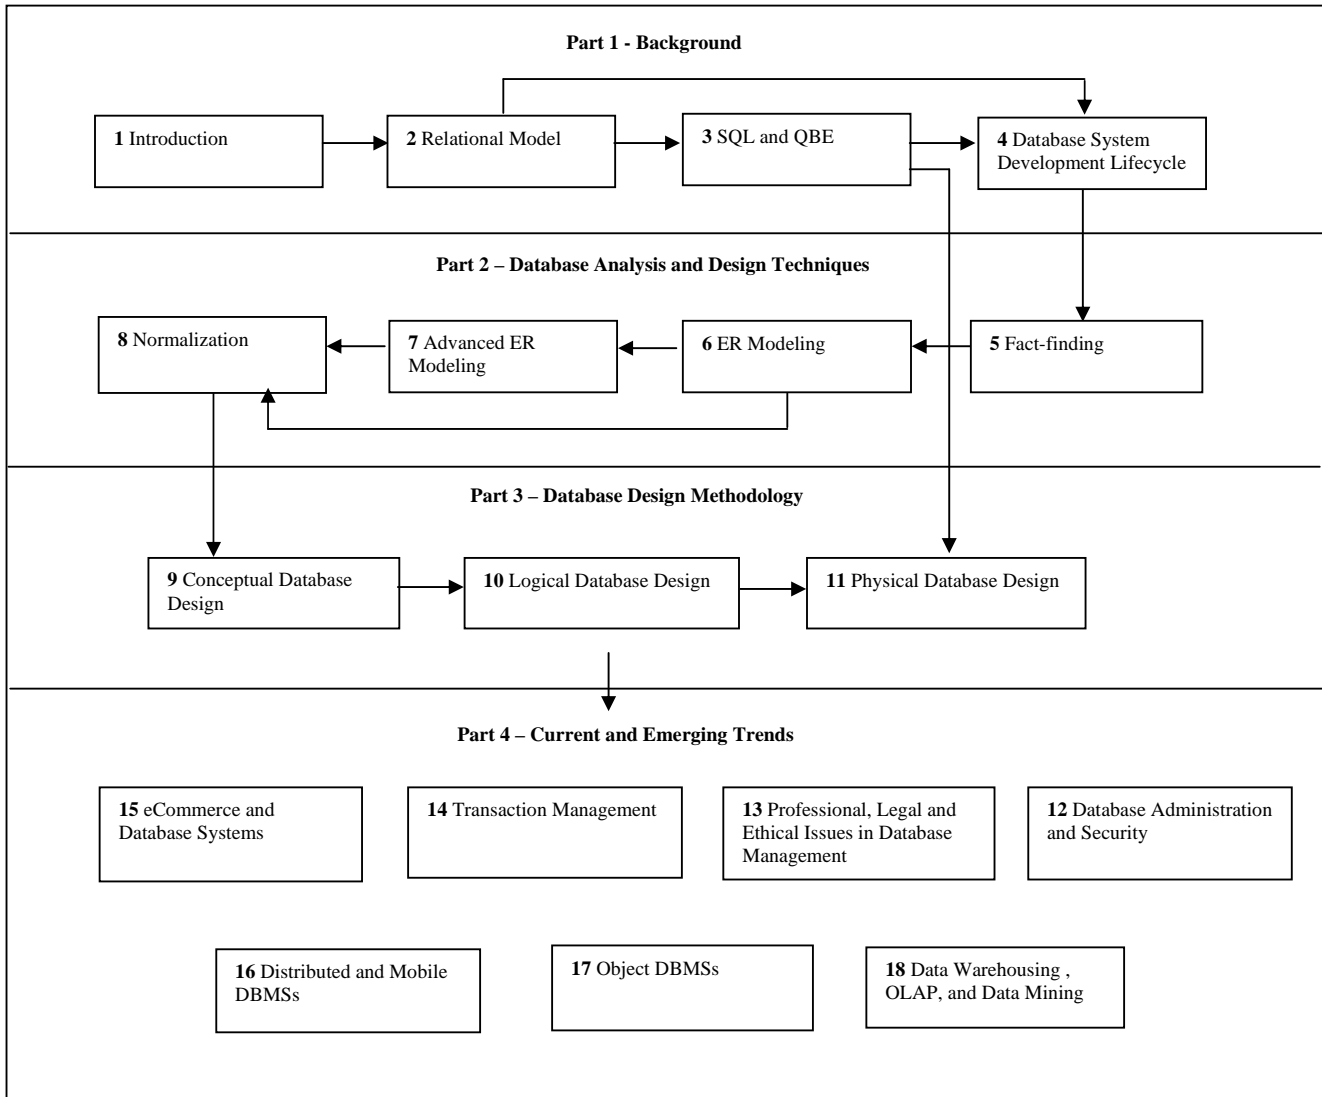 Part 1 - Background
1 Introduction
2 Relational Model
3 SQL and QBE
4 Database System
Development Lifecycle
Part 2 – Database Analysis and Design Techniques
8 Normalization
7 Advanced ER
Modeling
6 ER Modeling
5 Fact-finding
Part 3 – Database Design Methodology
9 Conceptual Database
Design
10 Logical Database Design
11 Physical Database Design
Part 4 – Current and Emerging Trends
15 eCommerce and
Database Systems
14 Transaction Management
13 Professional, Legal and
Ethical Issues in Database
Management
12 Database Administration
and Security
16 Distributed and Mobile
DBMSs
17 Object DBMSs
18 Data Warehousing ,
OLAP, and Data Mining